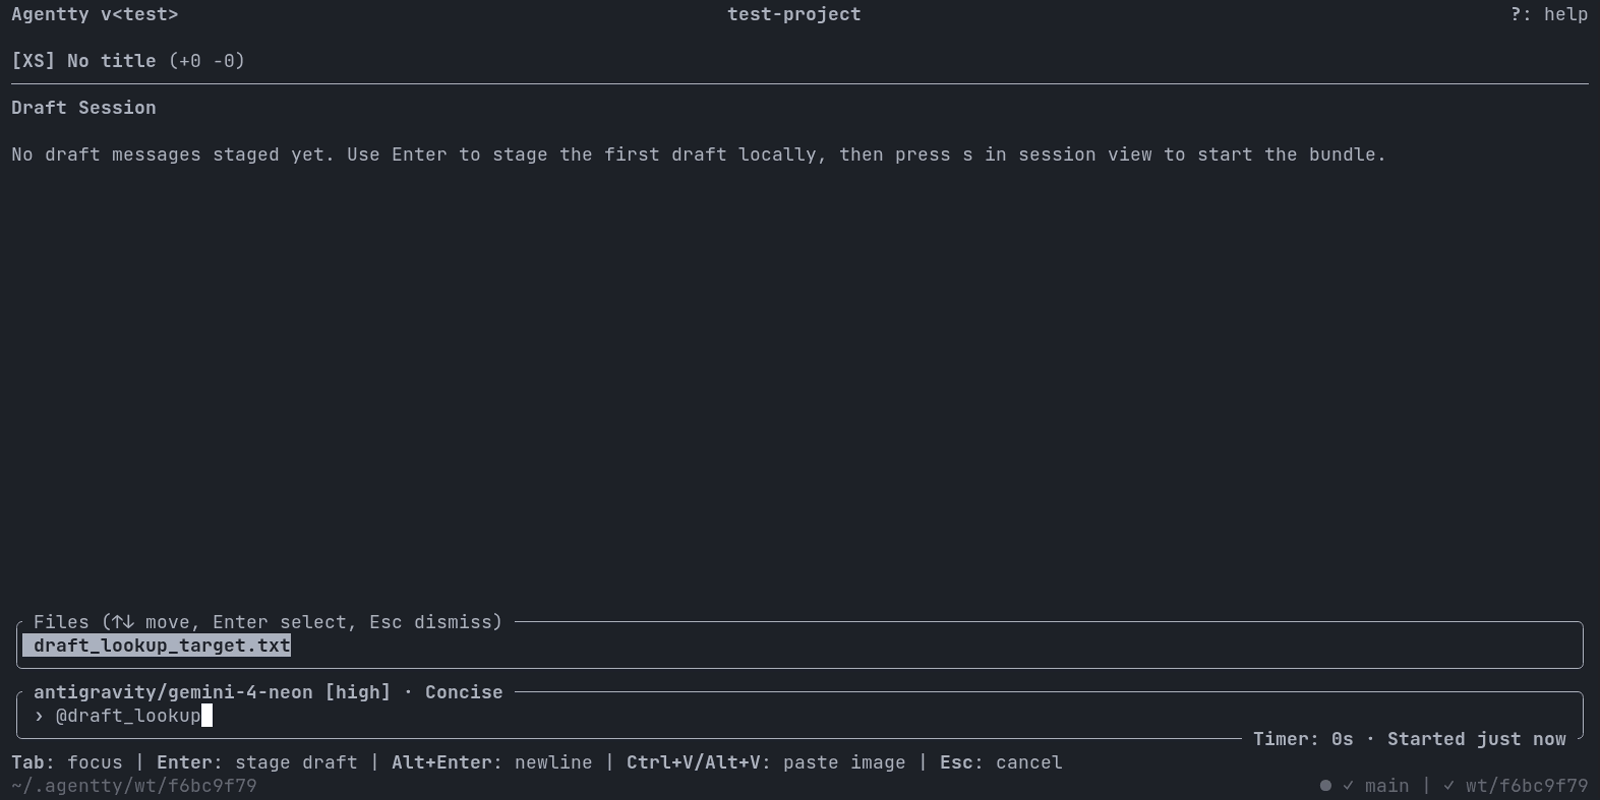 Agentty v<test> test-project ?: help
[XS] No title (+0 -0)
Draft Session
No draft messages staged yet. Use Enter to stage the first draft locally, then press s in session view to start the bundle.
Files (↑↓ move, Enter select, Esc dismiss)
draft_lookup_target.txt
antigravity/gemini-4-neon [high] · Concise
› @draft_lookup
Timer: 0s · Started just now
Tab: focus | Enter: stage draft | Alt+Enter: newline | Ctrl+V/Alt+V: paste image | Esc: cancel
~/.agentty/wt/f6bc9f79 ● ✓ main | ✓ wt/f6bc9f79